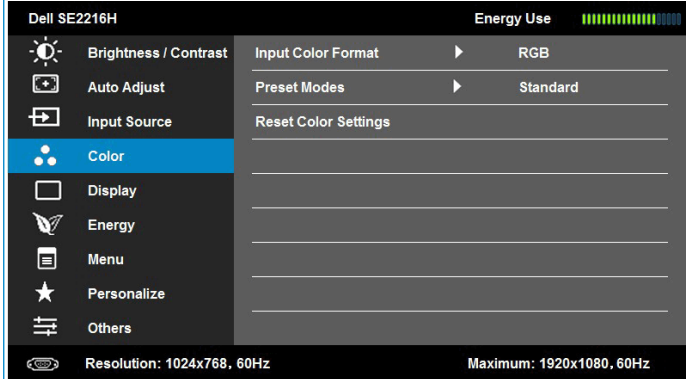 Dell SE2216H Energy Use
Brightness / Contrast Input Color Format RGB
Auto Adjust Preset Modes Standard
Input Source Reset Color Settings
Color
Display
Energy
Menu
Personalize
Others
Resolution: 1024x768, 60Hz Maximum: 1920x1080, 60Hz